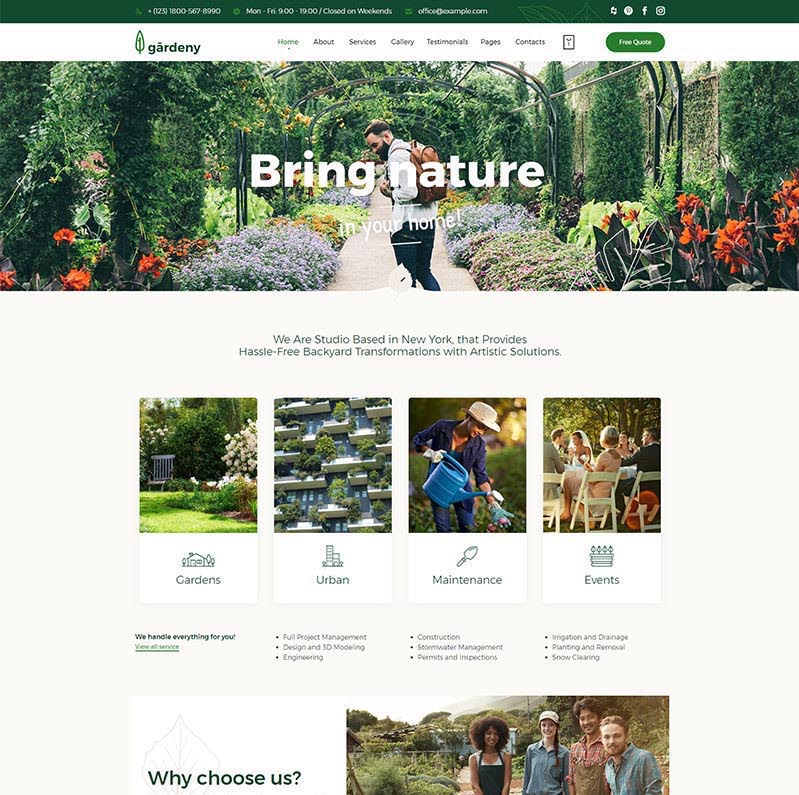 + (123) 1800-567-8990
Mon - Fri: 9:00 - 19:00 / Closed on Weekends
office@example.com
gārdeny
Home
About
Services
Gallery
Testimonials
Pages
Contacts
Free Quote
Bring nature
in your home!
We Are Studio Based in New York, that Provides
Hassle-Free Backyard Transformations with Artistic Solutions.
Gardens
Urban
Maintenance
Events
We handle everything for you!
View all service
Full Project Management
Design and 3D Modeling
Engineering
Construction
Stormwater Management
Permits and Inspections
Irrigation and Drainage
Planting and Removal
Snow Clearing
Why choose us?